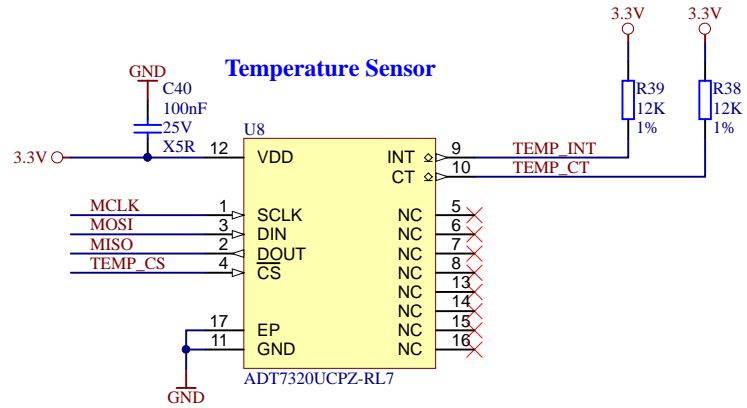 3.3V
3.3V
Temperature Sensor
GND
C40
100nF
25V
X5R
R39
12K
1%
R38
12K
1%
U8
3.3V
12
VDD
INT
9
TEMP_INT
CT
10
TEMP_CT
MCLK
1
SCLK
NC
5
MOSI
3
DIN
NC
6
MISO
2
DOUT
NC
7
TEMP_CS
4
CS
NC
8
NC
13
NC
14
17
EP
NC
15
11
GND
NC
16
ADT7320UCPZ-RL7
GND